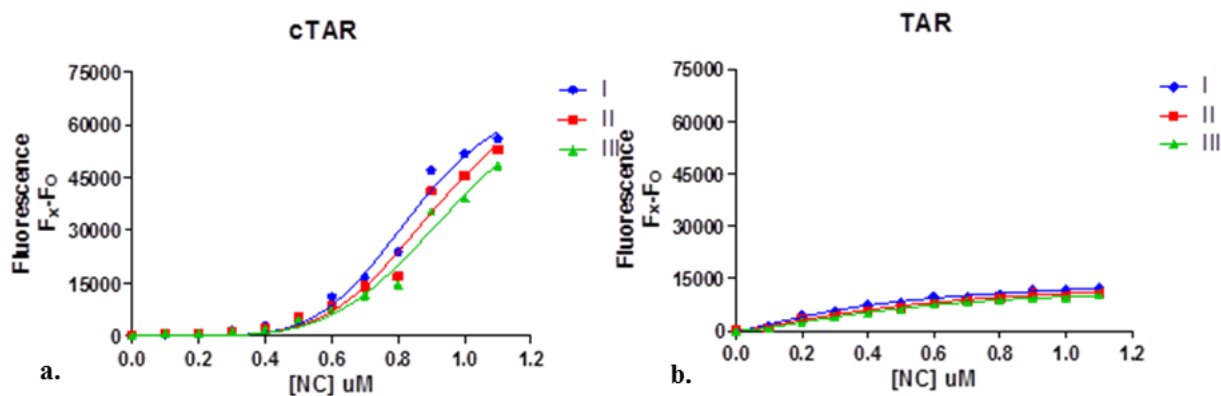 cTAR
75000
60000
45000
30000
15000
0
Fluorescence
Fx-FO
0.0 0.2 0.4 0.6 0.8 1.0 1.2
[NC] uM
I
II
III
a.
TAR
75000
60000
45000
30000
15000
0
Fluorescence
Fx-FO
0.0 0.2 0.4 0.6 0.8 1.0 1.2
[NC] uM
I
II
III
b.